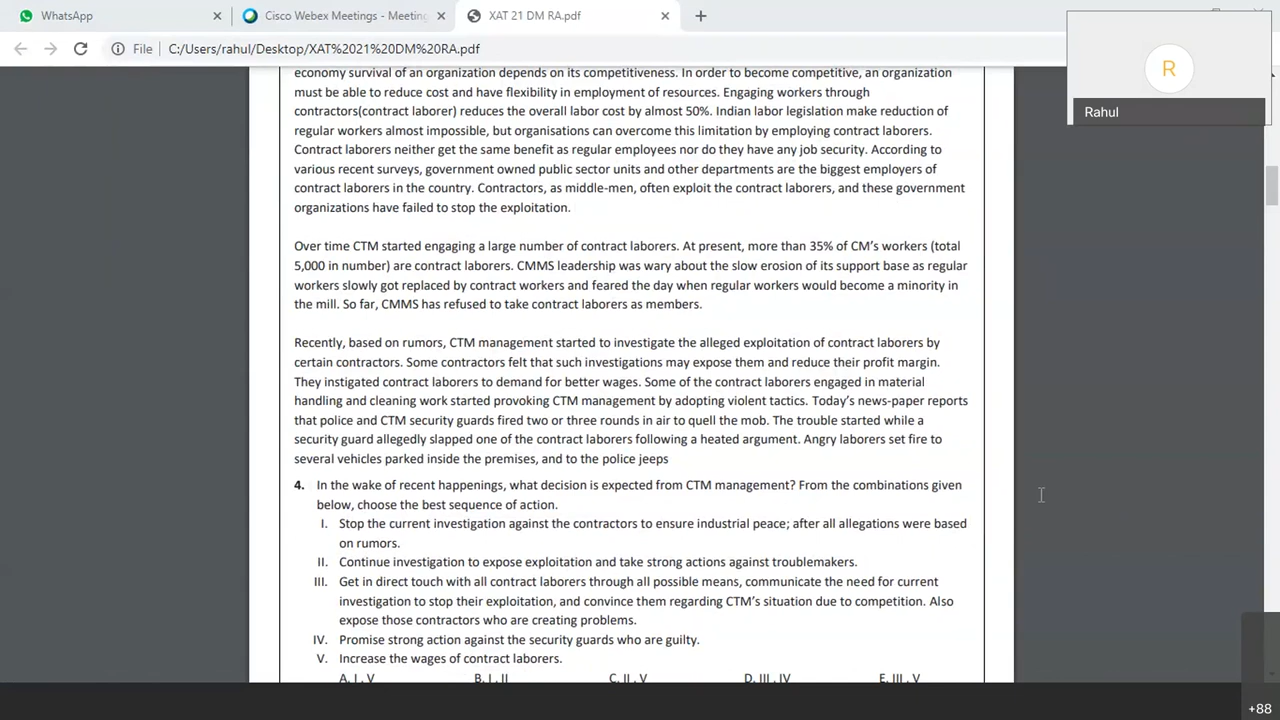 WhatsApp
Cisco Webex Meetings - Meeting
XAT 21 DM RA.pdf
File
C:/Users/rahul/Desktop/XAT%2021%20DM%20RA.pdf
R
Rahul
economy survival of an organization depends on its competitiveness. In order to become competitive, an organization
must be able to reduce cost and have flexibility in employment of resources. Engaging workers through
contractors(contract laborer) reduces the overall labor cost by almost 50%. Indian labor legislation make reduction of
regular workers almost impossible, but organisations can overcome this limitation by employing contract laborers.
Contract laborers neither get the same benefit as regular employees nor do they have any job security. According to
various recent surveys, government owned public sector units and other departments are the biggest employers of
contract laborers in the country. Contractors, as middle-men, often exploit the contract laborers, and these government
organizations have failed to stop the exploitation.
Over time CTM started engaging a large number of contract laborers. At present, more than 35% of CM's workers (total
5,000 in number) are contract laborers. CMMS leadership was wary about the slow erosion of its support base as regular
workers slowly got replaced by contract workers and feared the day when regular workers would become a minority in
the mill. So far, CMMS has refused to take contract laborers as members.
Recently, based on rumors, CTM management started to investigate the alleged exploitation of contract laborers by
certain contractors. Some contractors felt that such investigations may expose them and reduce their profit margin.
They instigated contract laborers to demand for better wages. Some of the contract laborers engaged in material
handling and cleaning work started provoking CTM management by adopting violent tactics. Today's news-paper reports
that police and CTM security guards fired two or three rounds in air to quell the mob. The trouble started while a
security guard allegedly slapped one of the contract laborers following a heated argument. Angry laborers set fire to
several vehicles parked inside the premises, and to the police jeeps
4. In the wake of recent happenings, what decision is expected from CTM management? From the combinations given
below, choose the best sequence of action.
I. Stop the current investigation against the contractors to ensure industrial peace; after all allegations were based
on rumors.
II. Continue investigation to expose exploitation and take strong actions against troublemakers.
III. Get in direct touch with all contract laborers through all possible means, communicate the need for current
investigation to stop their exploitation, and convince them regarding CTM's situation due to competition. Also
expose those contractors who are creating problems.
IV. Promise strong action against the security guards who are guilty.
V. Increase the wages of contract laborers.
A. I , V B. I , II C. II , V D. III , IV E. III , V
+88